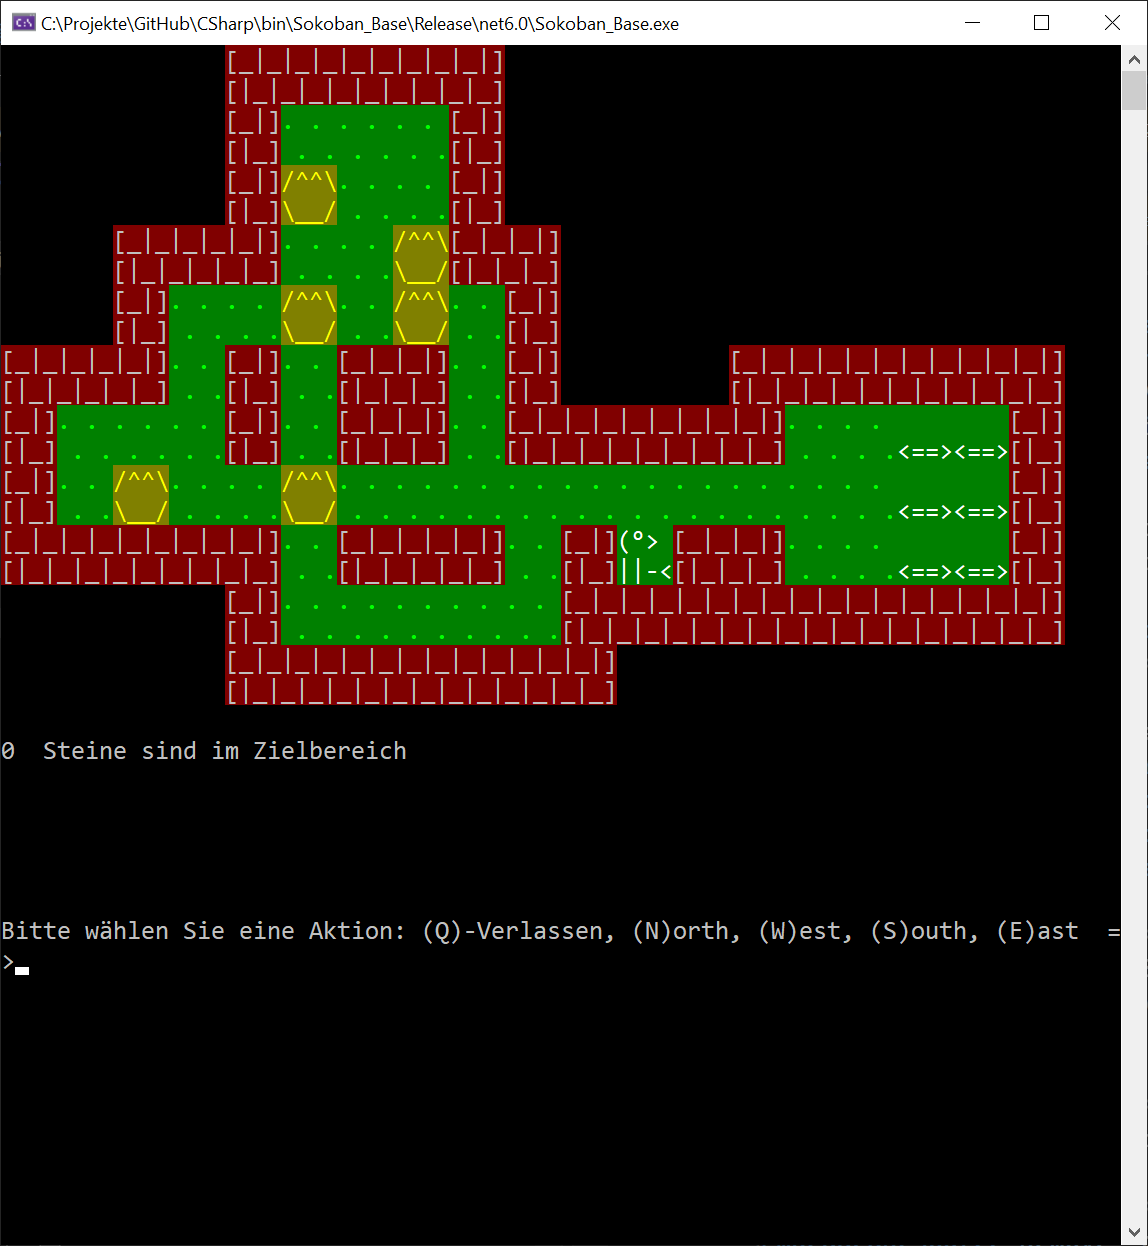 C:\Projekte\GitHub\CSharp\bin\Sokoban_Base\Release\net6.0\Sokoban_Base.exe
0  Steine sind im Zielbereich
Bitte wählen Sie eine Aktion: (Q)-Verlassen, (N)orth, (W)est, (S)outh, (E)ast  =
>